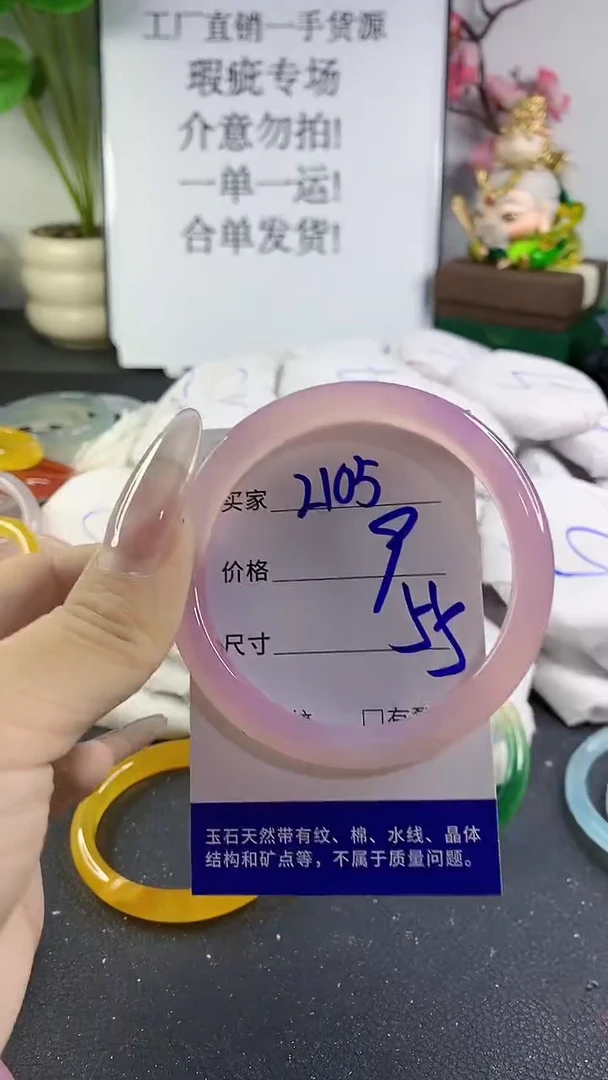 工厂直销一手货源
瑕疵专场
介意勿拍!
一单一运!
合单发货!
买家 2105
价格 9
尺寸 55
口有
玉石天然带有纹、棉、水线、晶体
结构和矿点等，不属于质量问题。